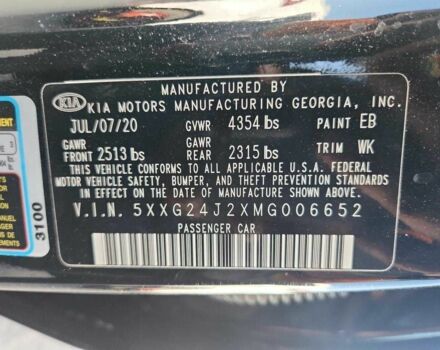 MANUFACTURED BY
KIA KIA MOTORS MANUFACTURING GEORGIA, INC.
JUL/07/20 GVWR 4354 lbs PAINT EB
GAWR FRONT 2513 lbs GAWR REAR 2315 lbs TRIM WK
THIS VEHICLE CONFORMS TO ALL APPLICABLE U.S.A. FEDERAL
MOTOR VEHICLE SAFETY, BUMPER, AND THEFT PREVENTION STANDARDS
IN EFFECT ON THE DATE OF MANUFACTURE SHOWN ABOVE.
V.I.N. 5XXG24J2XMG006652
PASSENGER CAR
3100